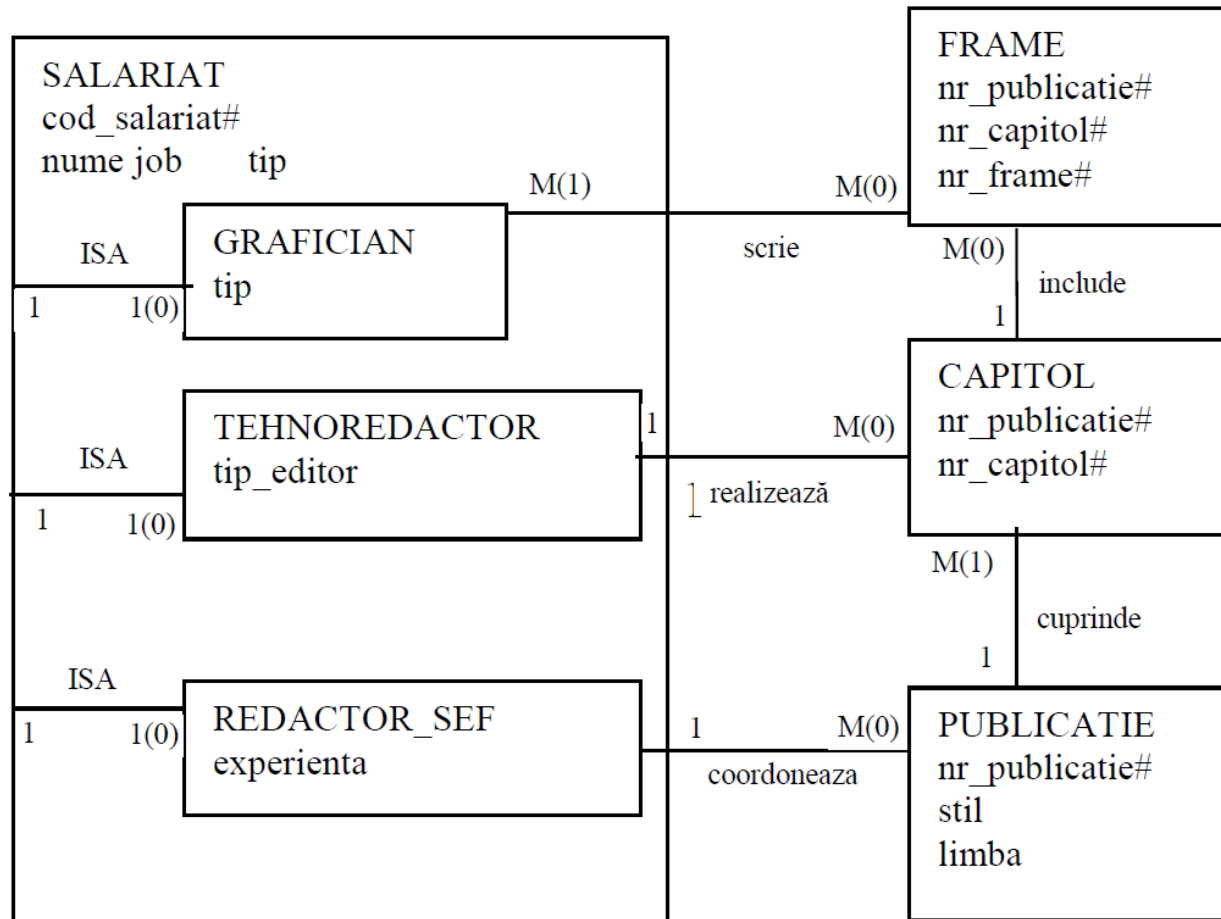 SALARIAT
cod_salariat#
nume job tip
ISA
1 1(0)
GRAFICIAN
tip
M(1)
M(0)
scrie
FRAME
nr_publicatie#
nr_capitol#
nr_frame#
M(0)
include
1
ISA
1 1(0)
TEHNOREDACTOR
tip_editor
1
M(0)
1 realizează
CAPITOL
nr_publicatie#
nr_capitol#
M(1)
cuprinde
1
ISA
1 1(0)
REDACTOR_SEF
experienta
1
M(0)
coordoneaza
PUBLICATIE
nr_publicatie#
stil
limba